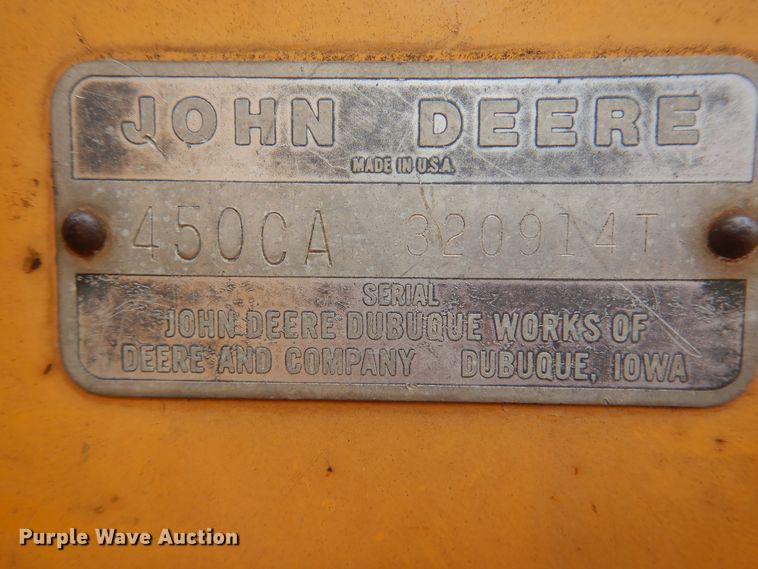 JOHN DEERE
MADE IN U.S.A.
450CA 320914T
SERIAL
JOHN DEERE DUBUQUE WORKS OF
DEERE AND COMPANY DUBUQUE, IOWA
Purple Wave Auction